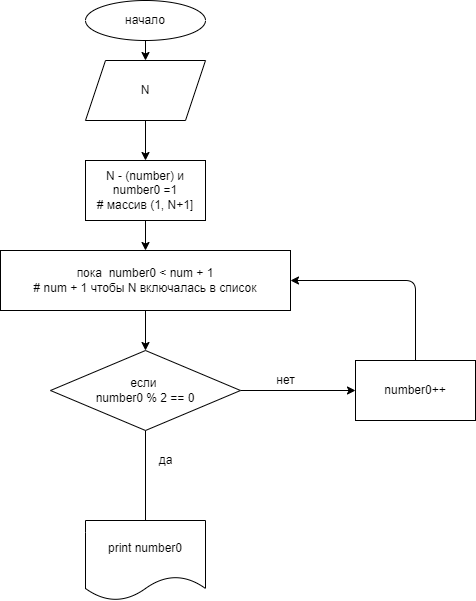 начало
N
N - (number) и
number0 =1
# массив (1, N+1]
пока  number0 < num + 1
# num + 1 чтобы N включалась в список
если
number0 % 2 == 0
нет
number0++
да
print number0